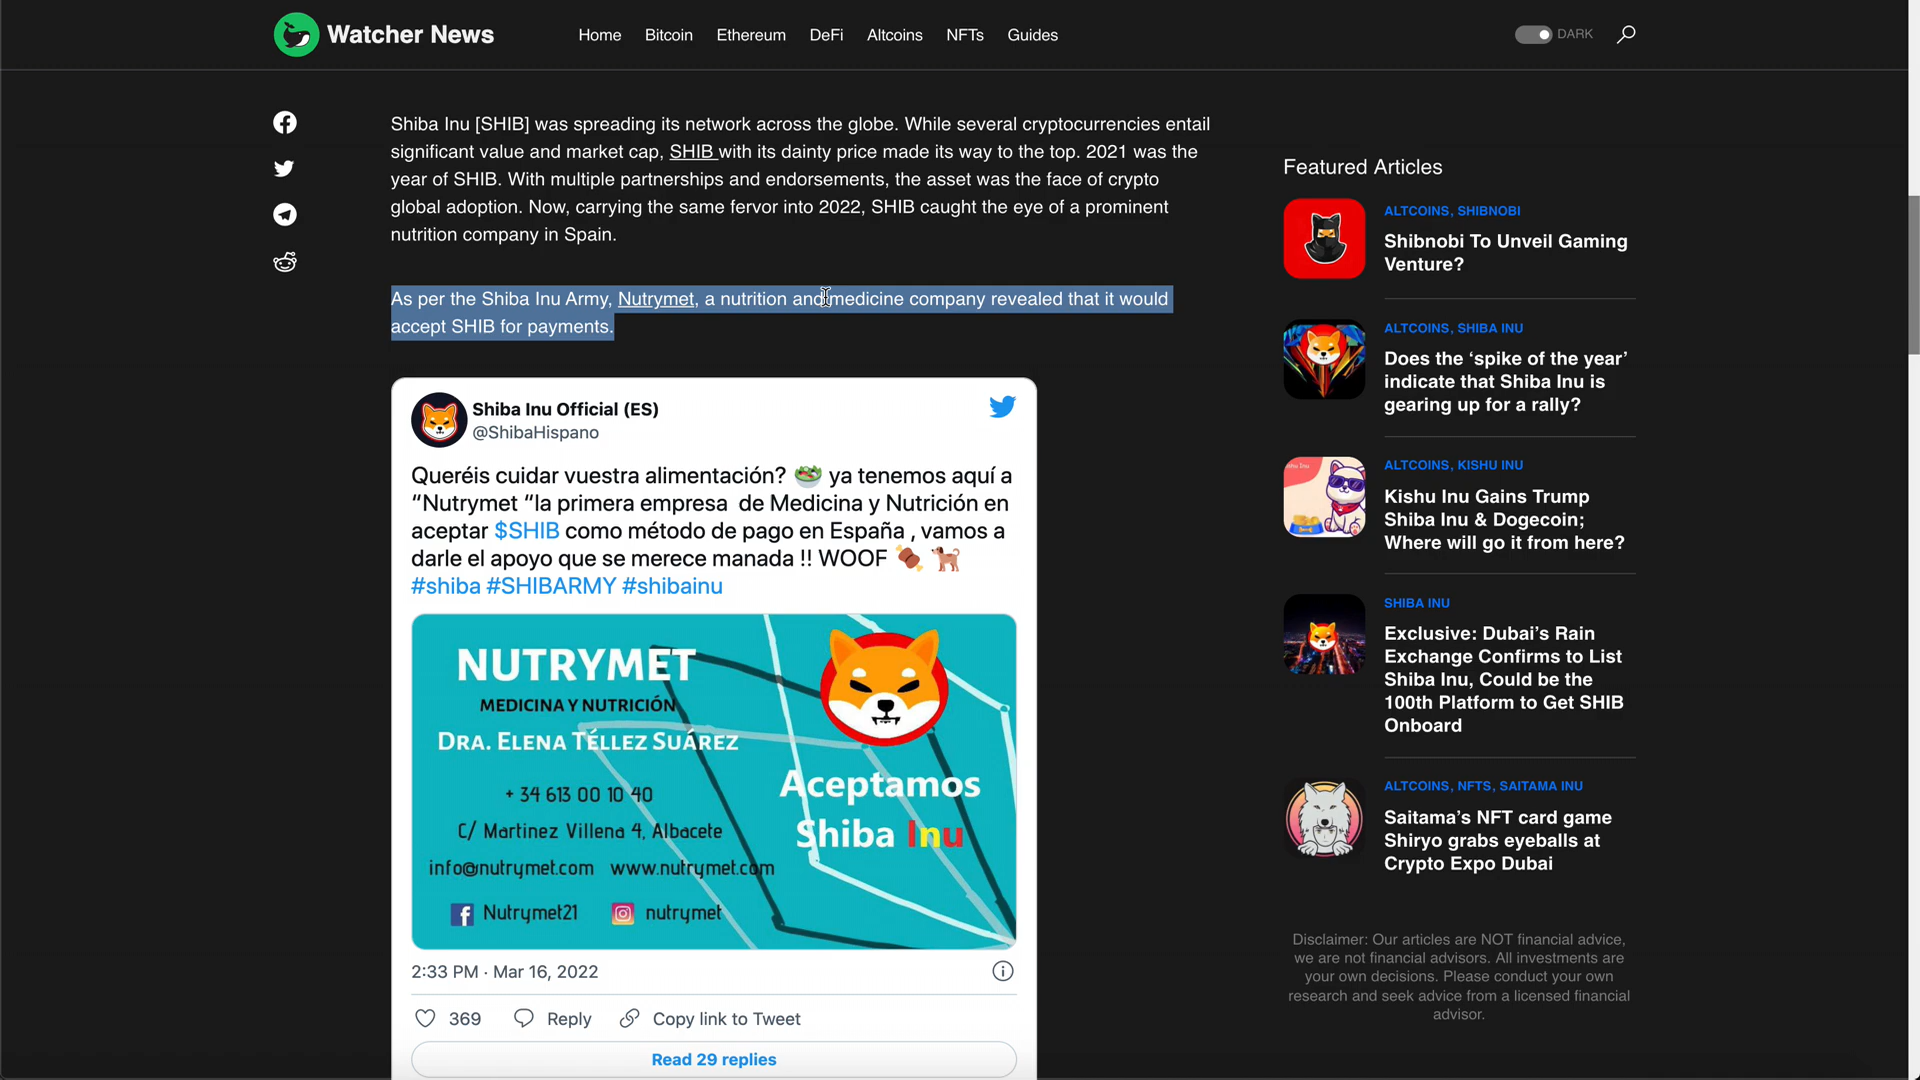 Watcher News
Home
Bitcoin
Ethereum
DeFi
Altcoins
NFTs
Guides
DARK
Shiba Inu [SHIB] was spreading its network across the globe. While several cryptocurrencies entail
significant value and market cap, SHIB with its dainty price made its way to the top. 2021 was the
year of SHIB. With multiple partnerships and endorsements, the asset was the face of crypto
global adoption. Now, carrying the same fervor into 2022, SHIB caught the eye of a prominent
nutrition company in Spain.
As per the Shiba Inu Army, Nutrymet, a nutrition and medicine company revealed that it would
accept SHIB for payments.
Shiba Inu Official (ES)
@ShibaHispano
Queréis cuidar vuestra alimentación? 🥗 ya tenemos aquí a
“Nutrymet “la primera empresa de Medicina y Nutrición en
aceptar $SHIB como método de pago en España , vamos a
darle el apoyo que se merece manada !! WOOF 🍖 🐕
#shiba #SHIBARMY #shibainu
NUTRYMET
MEDICINA Y NUTRICIÓN
DRA. ELENA TÉLLEZ SUÁREZ
+ 34 613 00 10 40
C/ Martinez Villena 4, Albacete
info@nutrymet.com www.nutrymet.com
Nutrymet21
nutrymet
Aceptamos
Shiba Inu
2:33 PM · Mar 16, 2022
369
Reply
Copy link to Tweet
Read 29 replies
Featured Articles
ALTCOINS, SHIBNOBI
Shibnobi To Unveil Gaming
Venture?
ALTCOINS, SHIBA INU
Does the ‘spike of the year’
indicate that Shiba Inu is
gearing up for a rally?
ALTCOINS, KISHU INU
Kishu Inu Gains Trump
Shiba Inu & Dogecoin;
Where will go it from here?
SHIBA INU
Exclusive: Dubai’s Rain
Exchange Confirms to List
Shiba Inu, Could be the
100th Platform to Get SHIB
Onboard
ALTCOINS, NFTS, SAITAMA INU
Saitama’s NFT card game
Shiryo grabs eyeballs at
Crypto Expo Dubai
Disclaimer: Our articles are NOT financial advice,
we are not financial advisors. All investments are
your own decisions. Please conduct your own
research and seek advice from a licensed financial
advisor.